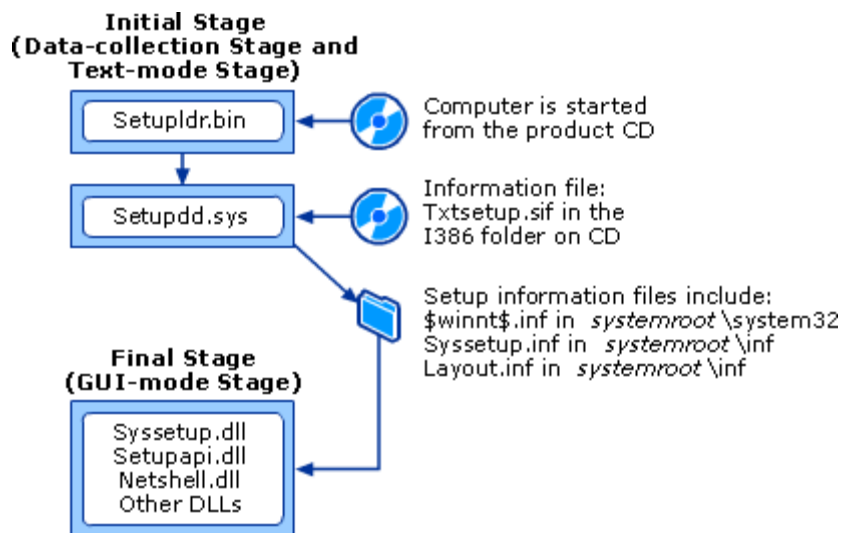 Initial Stage
(Data-collection Stage and
Text-mode Stage)
Setupldr.bin
Computer is started
from the product CD
Setupdd.sys
Information file:
Txtsetup.sif in the
I386 folder on CD
Setup information files include:
$winnt$.inf in systemroot\system32
Syssetup.inf in systemroot\inf
Layout.inf in systemroot\inf
Final Stage
(GUI-mode Stage)
Syssetup.dll
Setupapi.dll
Netshell.dll
Other DLLs